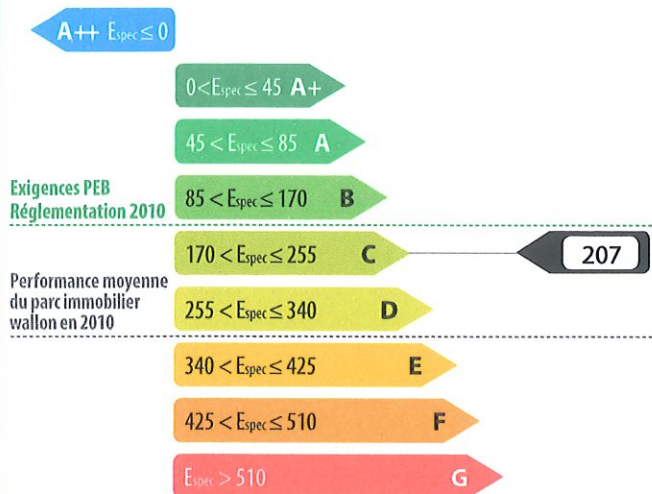 A++ Espec ≤ 0
0 < Espec ≤ 45 A+
45 < Espec ≤ 85 A
Exigences PEB
Réglementation 2010
85 < Espec ≤ 170 B
170 < Espec ≤ 255 C
207
Performance moyenne
du parc immobilier
wallon en 2010
255 < Espec ≤ 340 D
340 < Espec ≤ 425 E
425 < Espec ≤ 510 F
Espec > 510 G